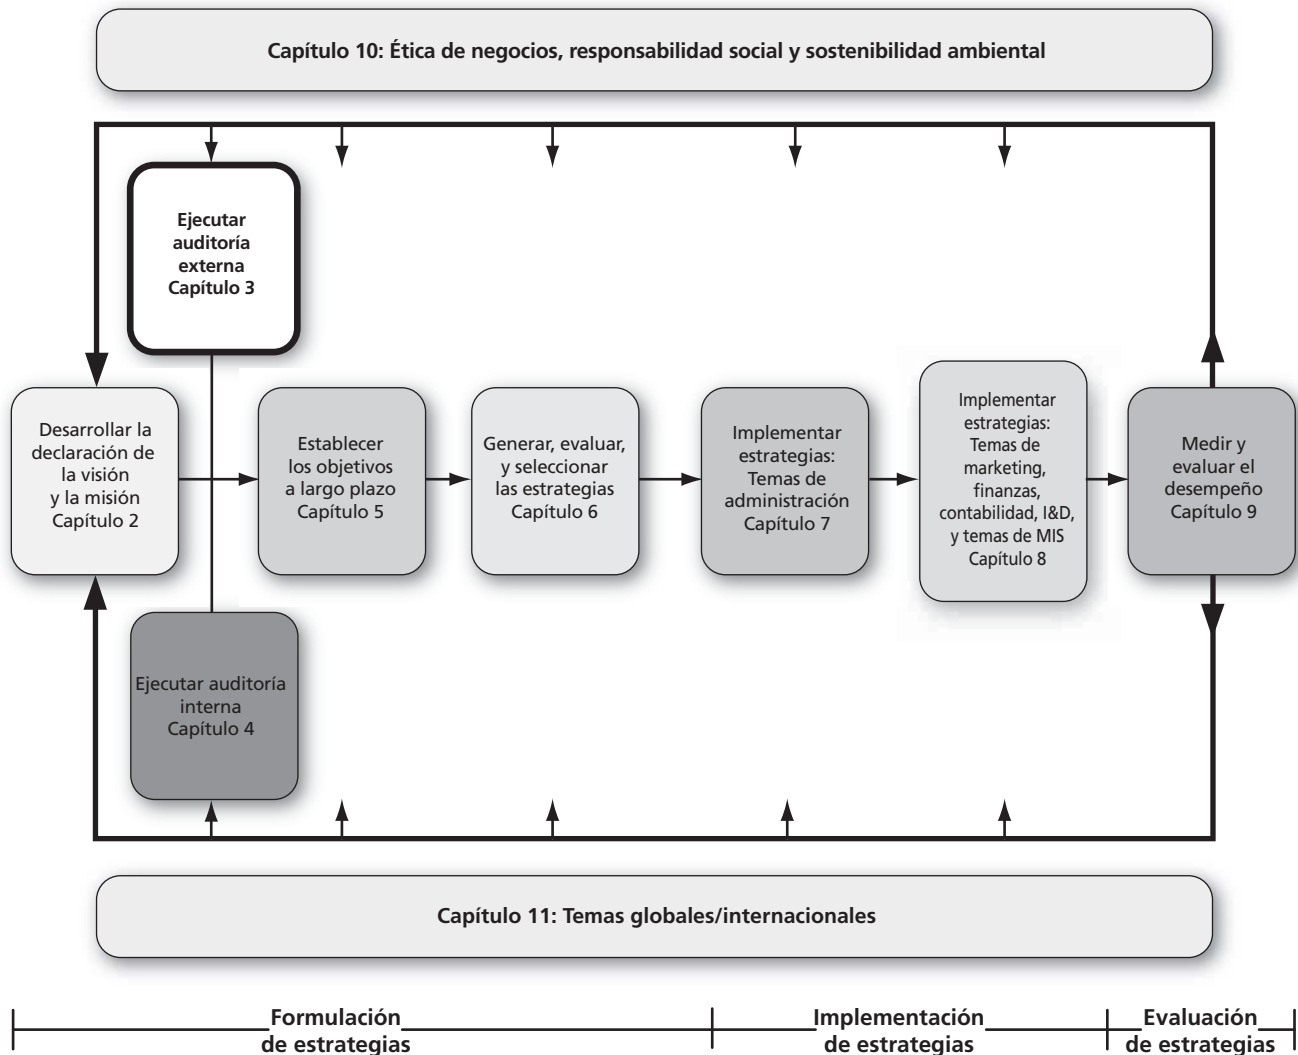 Capítulo 10: Ética de negocios, responsabilidad social y sostenibilidad ambiental
Ejecutar
auditoría
externa
Capítulo 3
Desarrollar la
declaración de
la visión
y la misión
Capítulo 2
Establecer
los objetivos
a largo plazo
Capítulo 5
Generar, evaluar,
y seleccionar
las estrategias
Capítulo 6
Implementar
estrategias:
Temas de
administración
Capítulo 7
Implementar
estrategias:
Temas de
marketing,
finanzas,
contabilidad, I&D,
y temas de MIS
Capítulo 8
Medir y
evaluar el
desempeño
Capítulo 9
Ejecutar auditoría
interna
Capítulo 4
Capítulo 11: Temas globales/internacionales
Formulación
de estrategias
Implementación
de estrategias
Evaluación
de estrategias